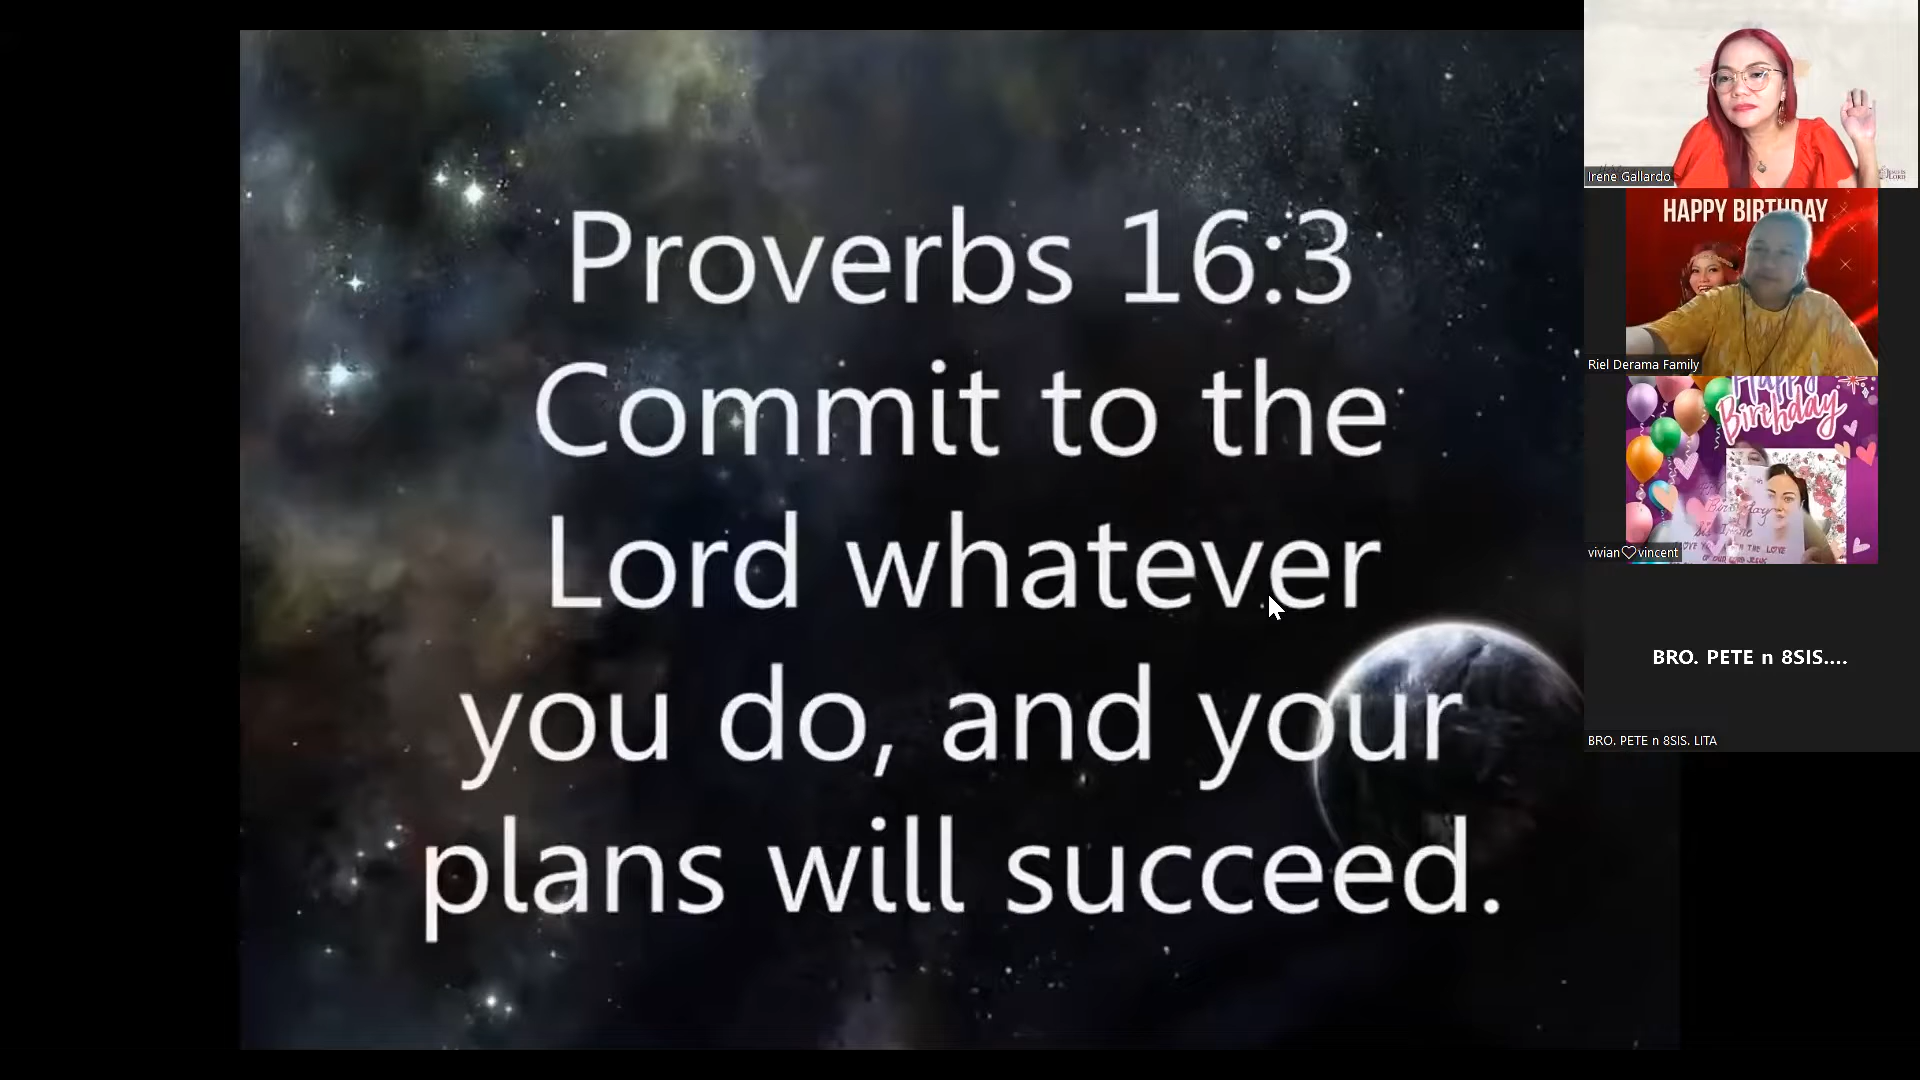 Proverbs 16:3
Commit to the
Lord whatever
you do, and your
plans will succeed.
Irene Gallardo
HAPPY BIRTHDAY
Riel Derama Family
Happy
Birthday
vivian♡vincent
BRO. PETE n 8SIS....
BRO. PETE n 8SIS. LITA